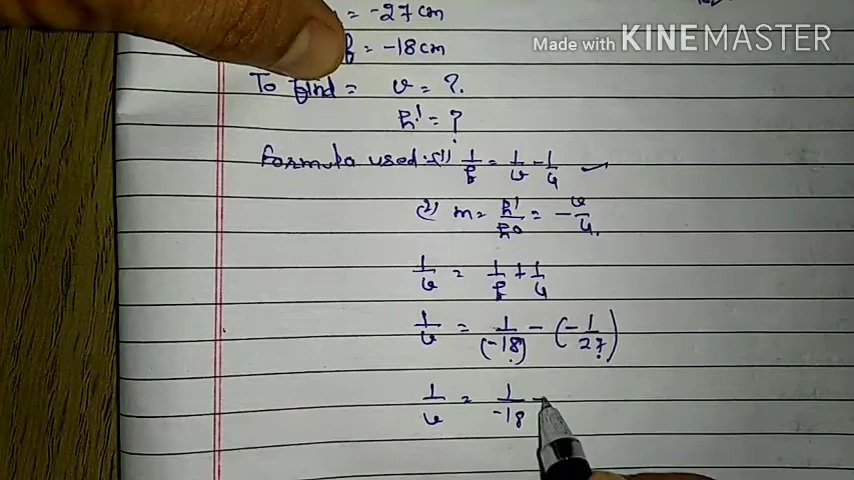 = -27 cm
f = -18 cm
Made with KINEMASTER
To find = v = ?
h' = ?
Formula used :- (1) 1/f = 1/v - 1/u
(2) m = h'/ho = -v/u.
1/v = 1/f + 1/u
1/v = 1/(-18) - (-1/27)
1/v = 1/-18 -